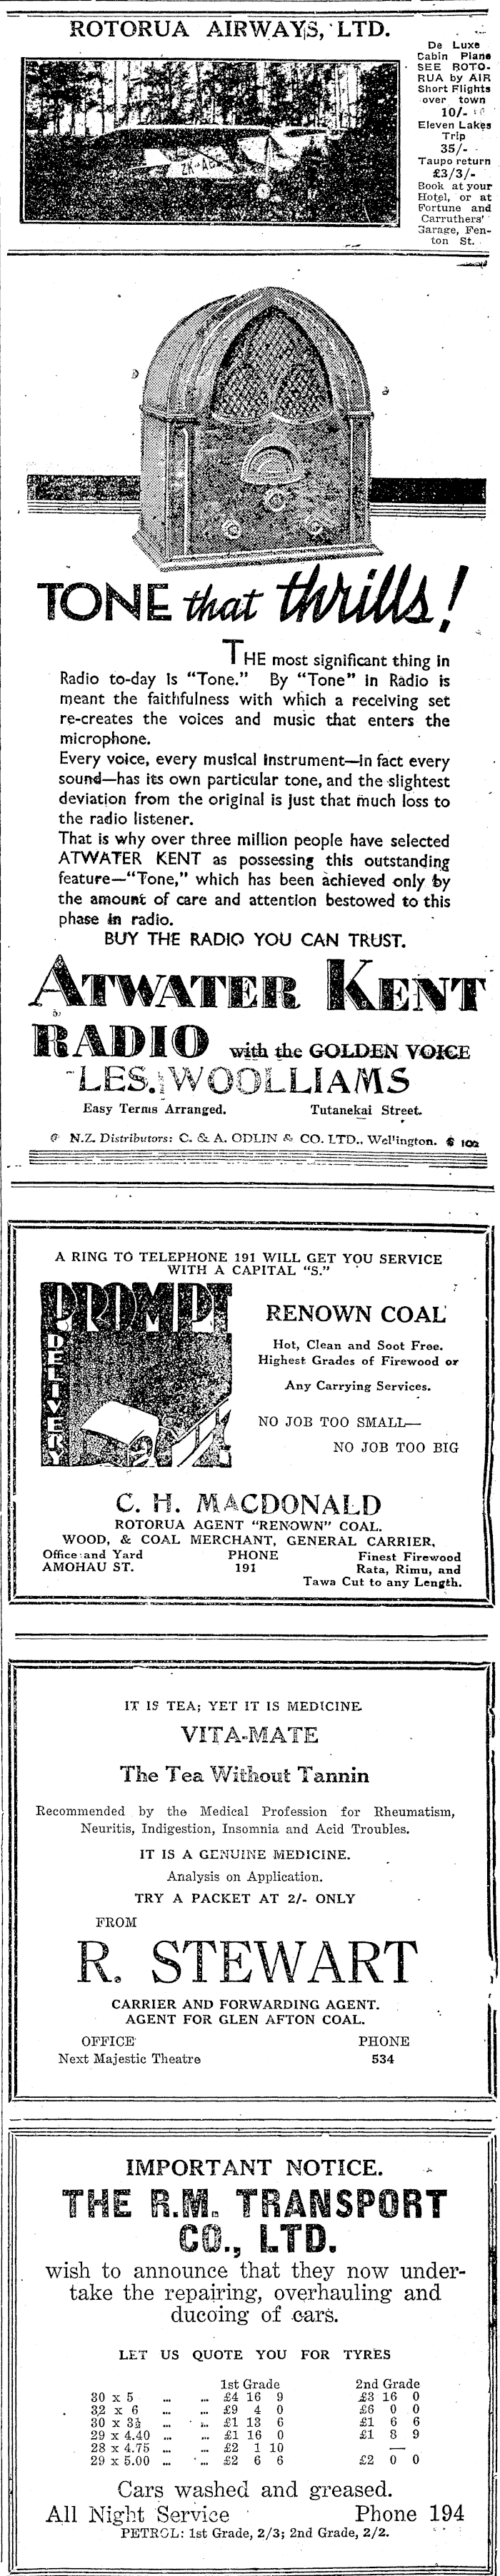 ROTORUA AIRWAYS, LTD.
De Luxe
Cabin Plane
SEE ROTO-
RUA by AIR
Short Flights
over town
10/-
Eleven Lakes
Trip
35/-
Taupo return
£3/3/-
Book at your
Hotel, or at
Fortune and
Carruthers'
Garage, Fen-
ton St.
TONE that thrills!
THE most significant thing in
Radio to-day is "Tone." By "Tone" in Radio is
meant the faithfulness with which a receiving set
re-creates the voices and music that enters the
microphone.
Every voice, every musical instrument—in fact every
sound—has its own particular tone, and the slightest
deviation from the original is just that much loss to
the radio listener.
That is why over three million people have selected
ATWATER KENT as possessing this outstanding
feature—"Tone," which has been achieved only by
the amount of care and attention bestowed to this
phase in radio.
BUY THE RADIO YOU CAN TRUST.
ATWATER KENT
RADIO with the GOLDEN VOICE
LES. WOOLLIAMS
Easy Terms Arranged. Tutanekai Street.
N.Z. Distributors: C. & A. ODLIN & CO. LTD., Wellington. 102
A RING TO TELEPHONE 191 WILL GET YOU SERVICE
WITH A CAPITAL "S."
PROMPT
DELIVERY
RENOWN COAL
Hot, Clean and Soot Free.
Highest Grades of Firewood or
Any Carrying Services.
NO JOB TOO SMALL—
NO JOB TOO BIG
C. H. MACDONALD
ROTORUA AGENT "RENOWN" COAL.
WOOD, & COAL MERCHANT, GENERAL CARRIER,
Office and Yard PHONE Finest Firewood
AMOHAU ST. 191 Rata, Rimu, and
Tawa Cut to any Length.
IT IS TEA; YET IT IS MEDICINE
VITA-MATE
The Tea Without Tannin
Recommended by the Medical Profession for Rheumatism,
Neuritis, Indigestion, Insomnia and Acid Troubles.
IT IS A GENUINE MEDICINE.
Analysis on Application.
TRY A PACKET AT 2/- ONLY
FROM
R. STEWART
CARRIER AND FORWARDING AGENT.
AGENT FOR GLEN AFTON COAL.
OFFICE PHONE
Next Majestic Theatre 534
IMPORTANT NOTICE.
THE R.M. TRANSPORT
CO., LTD.
wish to announce that they now under-
take the repairing, overhauling and
ducoing of cars.
LET US QUOTE YOU FOR TYRES
1st Grade 2nd Grade
30 x 5 ... ... £4 16 9 £3 16 0
32 x 6 ... ... £9 4 0 £6 0 0
30 x 3½ ... ... £1 13 6 £1 6 6
29 x 4.40 ... ... £1 16 0 £1 8 9
28 x 4.75 ... ... £2 1 10 —
29 x 5.00 ... ... £2 6 6 £2 0 0
Cars washed and greased.
All Night Service Phone 194
PETROL: 1st Grade, 2/3; 2nd Grade, 2/2.